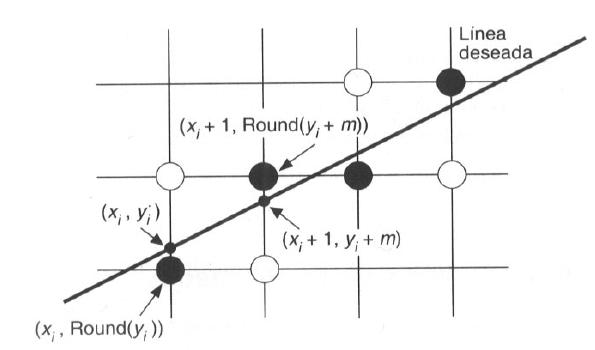 Línea
deseada
(xᵢ + 1, Round(yᵢ + m))
(xᵢ , yᵢ)
(xᵢ + 1, yᵢ + m)
(xᵢ , Round(yᵢ))